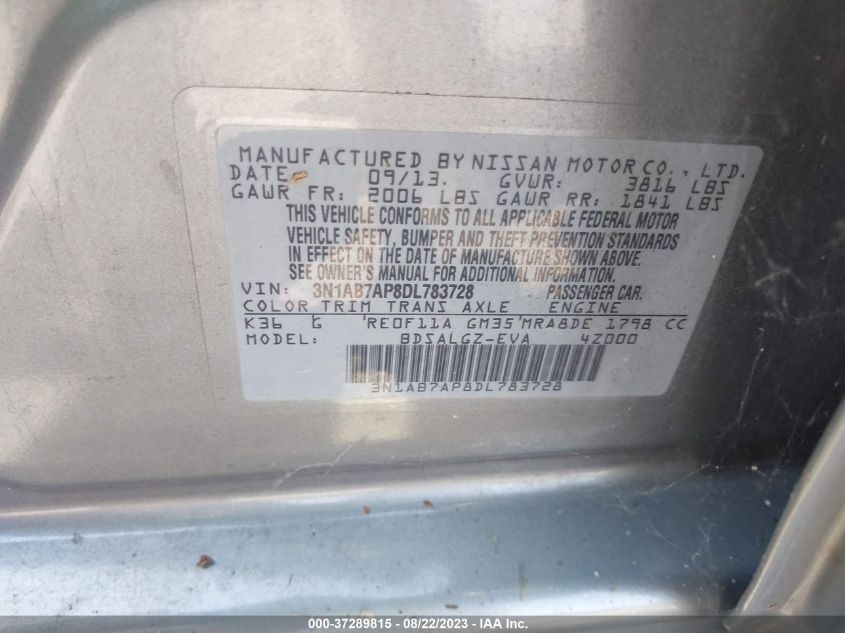 MANUFACTURED BY NISSAN MOTOR CO., LTD.
DATE 09/13. GVWR: 3816 LBS
GAWR FR: 2006 LBS GAWR RR: 1841 LBS
THIS VEHICLE CONFORMS TO ALL APPLICABLE FEDERAL MOTOR
VEHICLE SAFETY, BUMPER AND THEFT PREVENTION STANDARDS
IN EFFECT ON THE DATE OF MANUFACTURE SHOWN ABOVE.
SEE OWNER'S MANUAL FOR ADDITIONAL INFORMATION.
VIN: 3N1AB7AP8DL783728 PASSENGER CAR.
COLOR TRIM TRANS AXLE ENGINE
K36 G 'RE0F11A GM35'MRA8DE 1798 CC
MODEL: BDSALGZ-EVA 4Z000
3N1AB7AP8DL783728
000-37289815 - 08/22/2023 - IAA Inc.